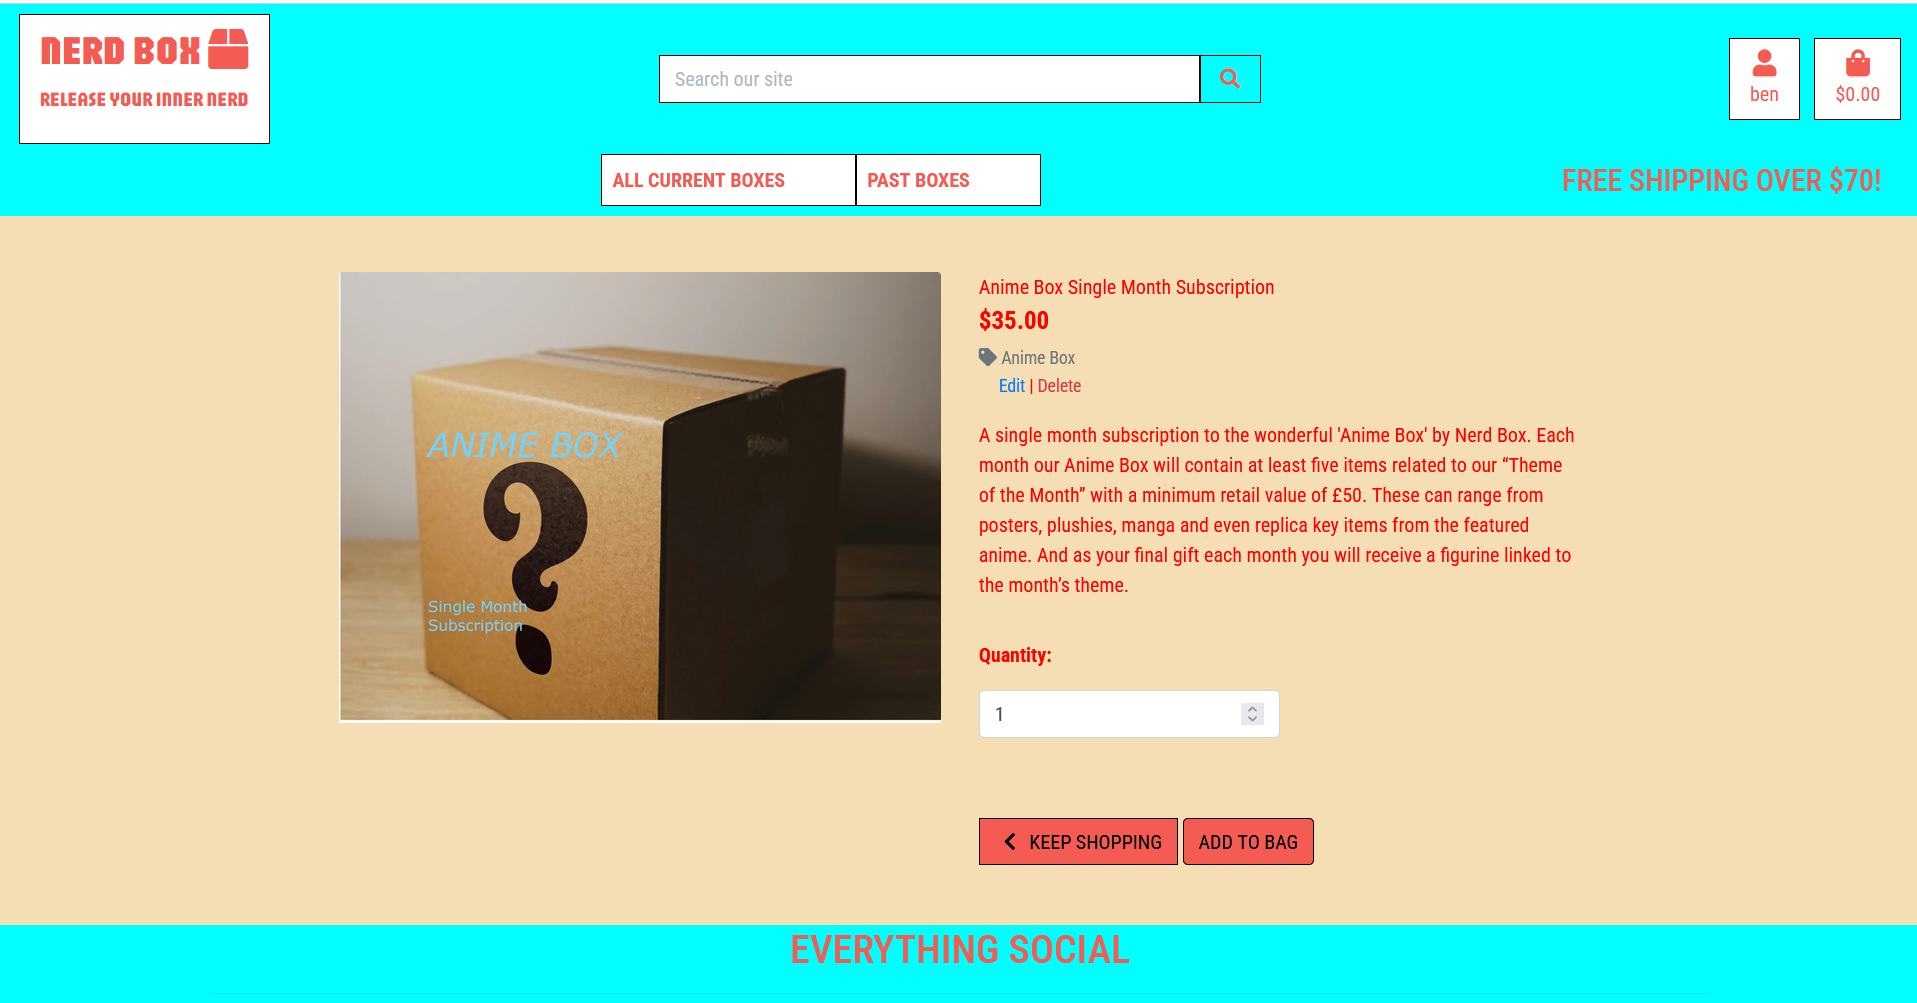 NERD BOX
RELEASE YOUR INNER NERD
Search our site
ben
$0.00
ALL CURRENT BOXES
PAST BOXES
FREE SHIPPING OVER $70!
ANIME BOX
?
Single Month
Subscription
Anime Box Single Month Subscription
$35.00
Anime Box
Edit | Delete
A single month subscription to the wonderful 'Anime Box' by Nerd Box. Each
month our Anime Box will contain at least five items related to our “Theme
of the Month” with a minimum retail value of £50. These can range from
posters, plushies, manga and even replica key items from the featured
anime. And as your final gift each month you will receive a figurine linked to
the month’s theme.
Quantity:
1
KEEP SHOPPING
ADD TO BAG
EVERYTHING SOCIAL